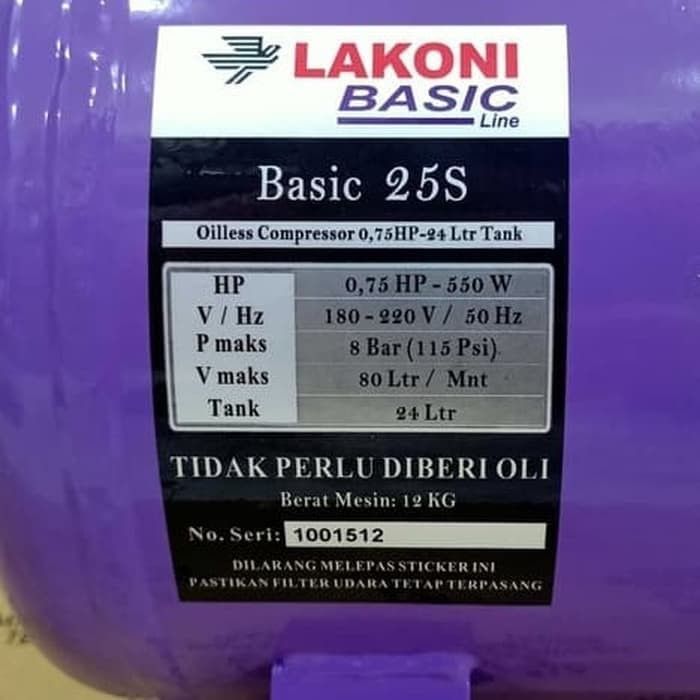 LAKONI
BASIC
Line
Basic 25S
Oilless Compressor 0,75HP-24 Ltr Tank
HP 0,75 HP - 550 W
V / Hz 180 - 220 V / 50 Hz
P maks 8 Bar (115 Psi)
V maks 80 Ltr / Mnt
Tank 24 Ltr
TIDAK PERLU DIBERI OLI
Berat Mesin: 12 KG
No. Seri: 1001512
DILARANG MELEPAS STICKER INI
PASTIKAN FILTER UDARA TETAP TERPASANG